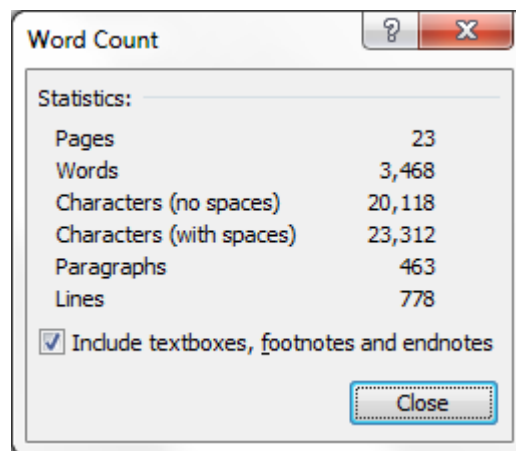 Word Count
Statistics:
Pages 23
Words 3,468
Characters (no spaces) 20,118
Characters (with spaces) 23,312
Paragraphs 463
Lines 778
Include textboxes, footnotes and endnotes
Close